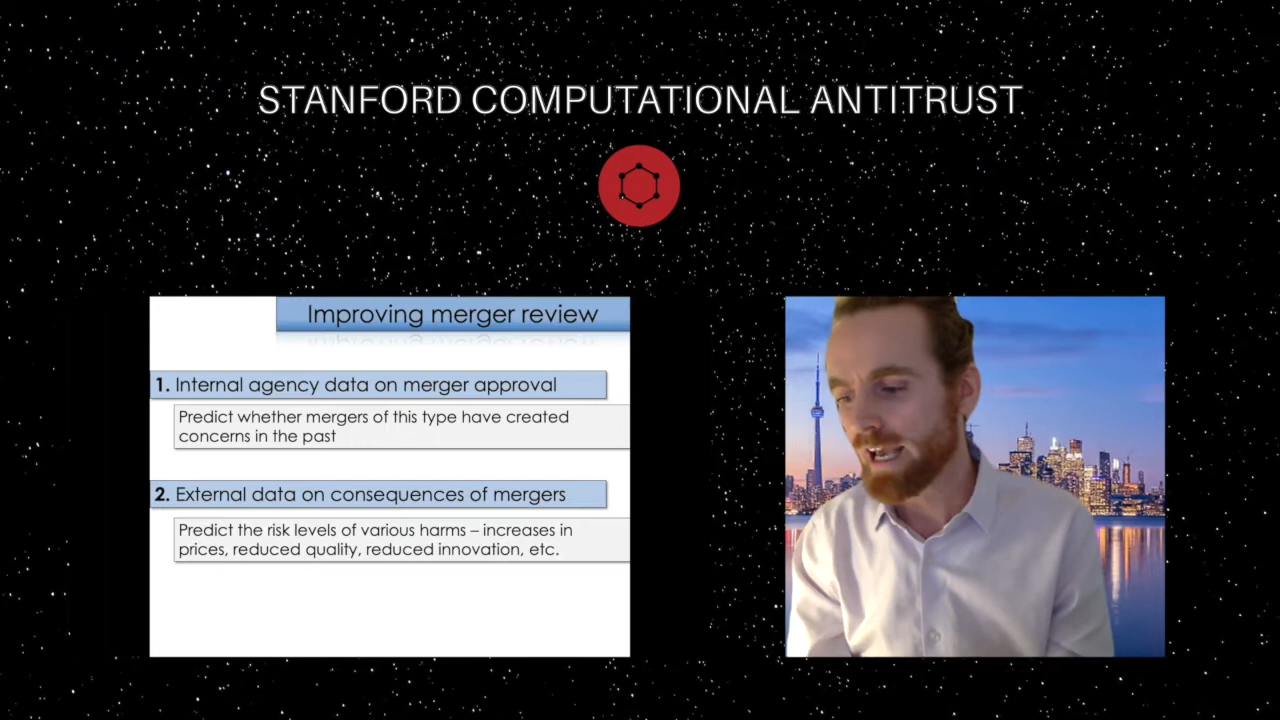 STANFORD COMPUTATIONAL ANTITRUST
Improving merger review
1. Internal agency data on merger approval
Predict whether mergers of this type have created
concerns in the past
2. External data on consequences of mergers
Predict the risk levels of various harms – increases in
prices, reduced quality, reduced innovation, etc.